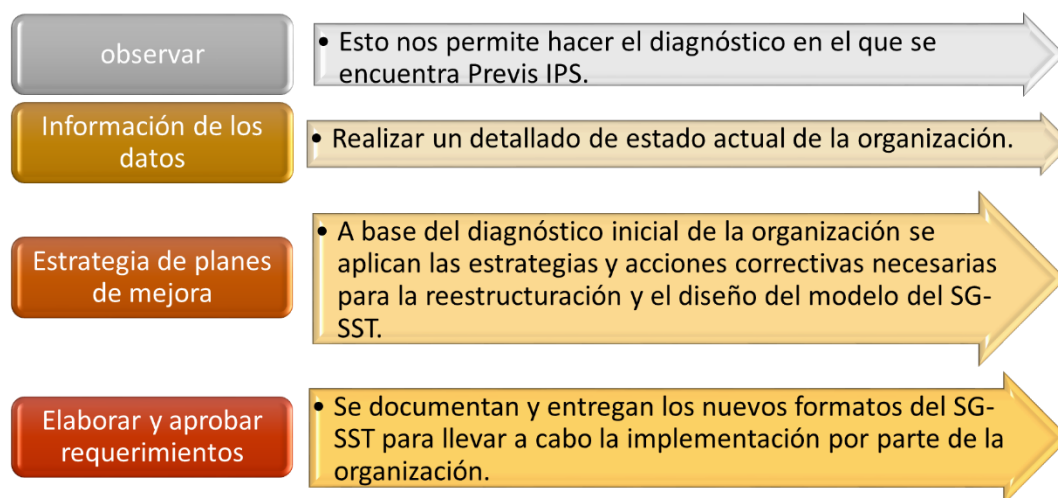 observar
• Esto nos permite hacer el diagnóstico en el que se
encuentra Previs IPS.
Información de los
datos
• Realizar un detallado de estado actual de la organización.
Estrategia de planes
de mejora
• A base del diagnóstico inicial de la organización se
aplican las estrategias y acciones correctivas necesarias
para la reestructuración y el diseño del modelo del SG-
SST.
Elaborar y aprobar
requerimientos
• Se documentan y entregan los nuevos formatos del SG-
SST para llevar a cabo la implementación por parte de la
organización.